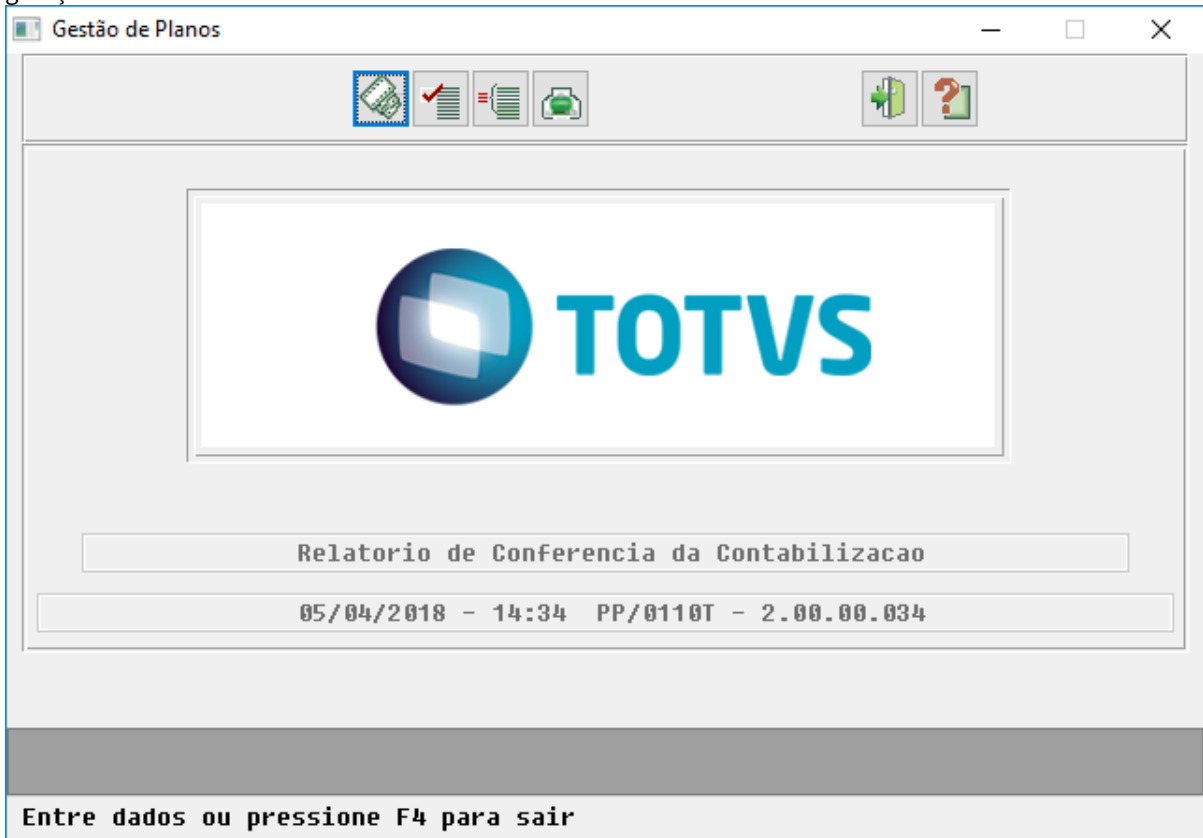 Gestão de Planos
TOTVS
Relatorio de Conferencia da Contabilizacao
05/04/2018 - 14:34 PP/0110T - 2.00.00.034
Entre dados ou pressione F4 para sair